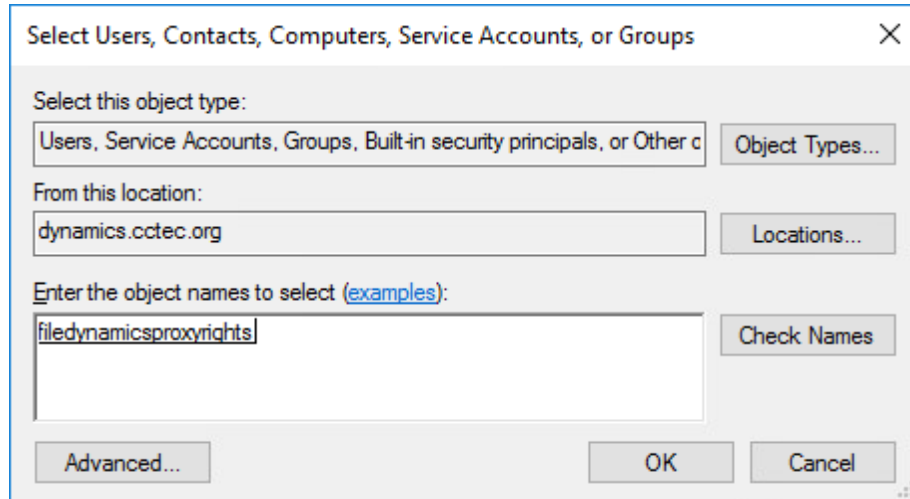 Select Users, Contacts, Computers, Service Accounts, or Groups
Select this object type:
Users, Service Accounts, Groups, Built-in security principals, or Other
Object Types...
From this location:
dynamics.cctec.org
Locations...
Enter the object names to select (examples):
filedynamicsproxyrights
Check Names
Advanced...
OK
Cancel